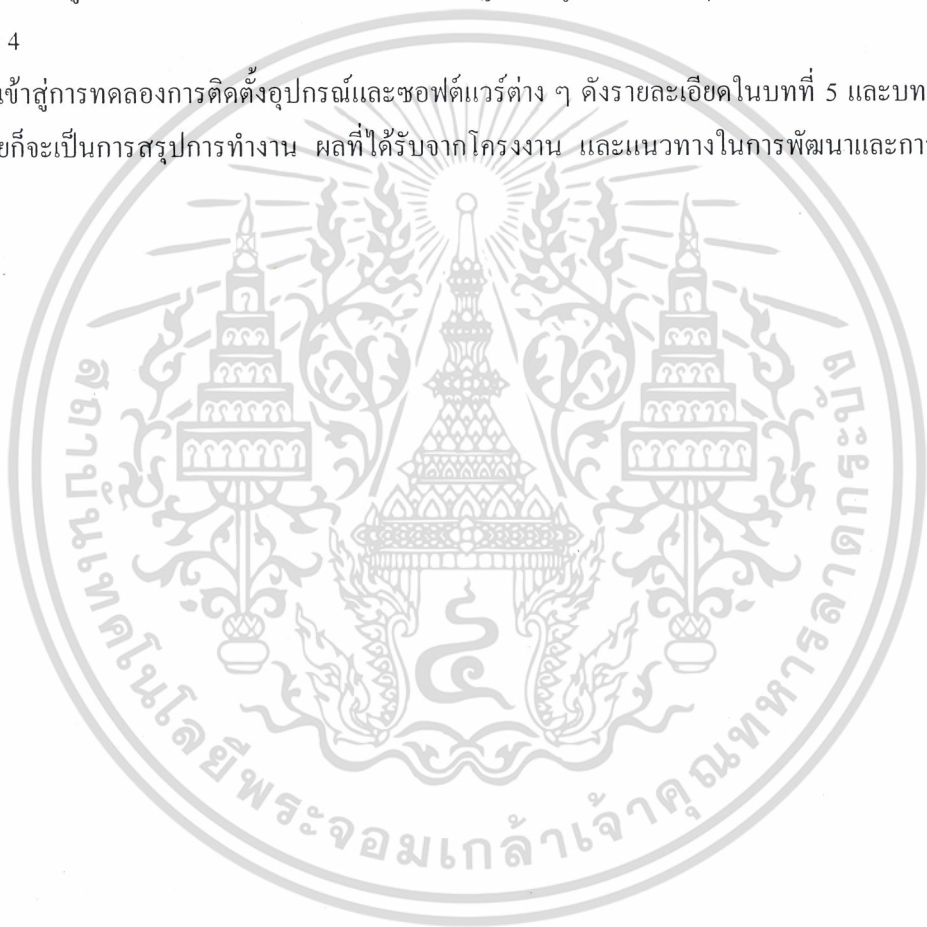 4
ข้าสู่การทดลองการติดตั้งอุปกรณ์และซอฟต์แวร์ต่าง ๆ ดังรายละเอียดในบทที่ 5 และบท
ก็จะเป็นการสรุปการทำงาน ผลที่ได้รับจากโครงงาน และแนวทางในการพัฒนาและกา
สถาบันเทคโนโลยีพระจอมเกล้าเจ้าคุณทหารลาดกระบัง
๔